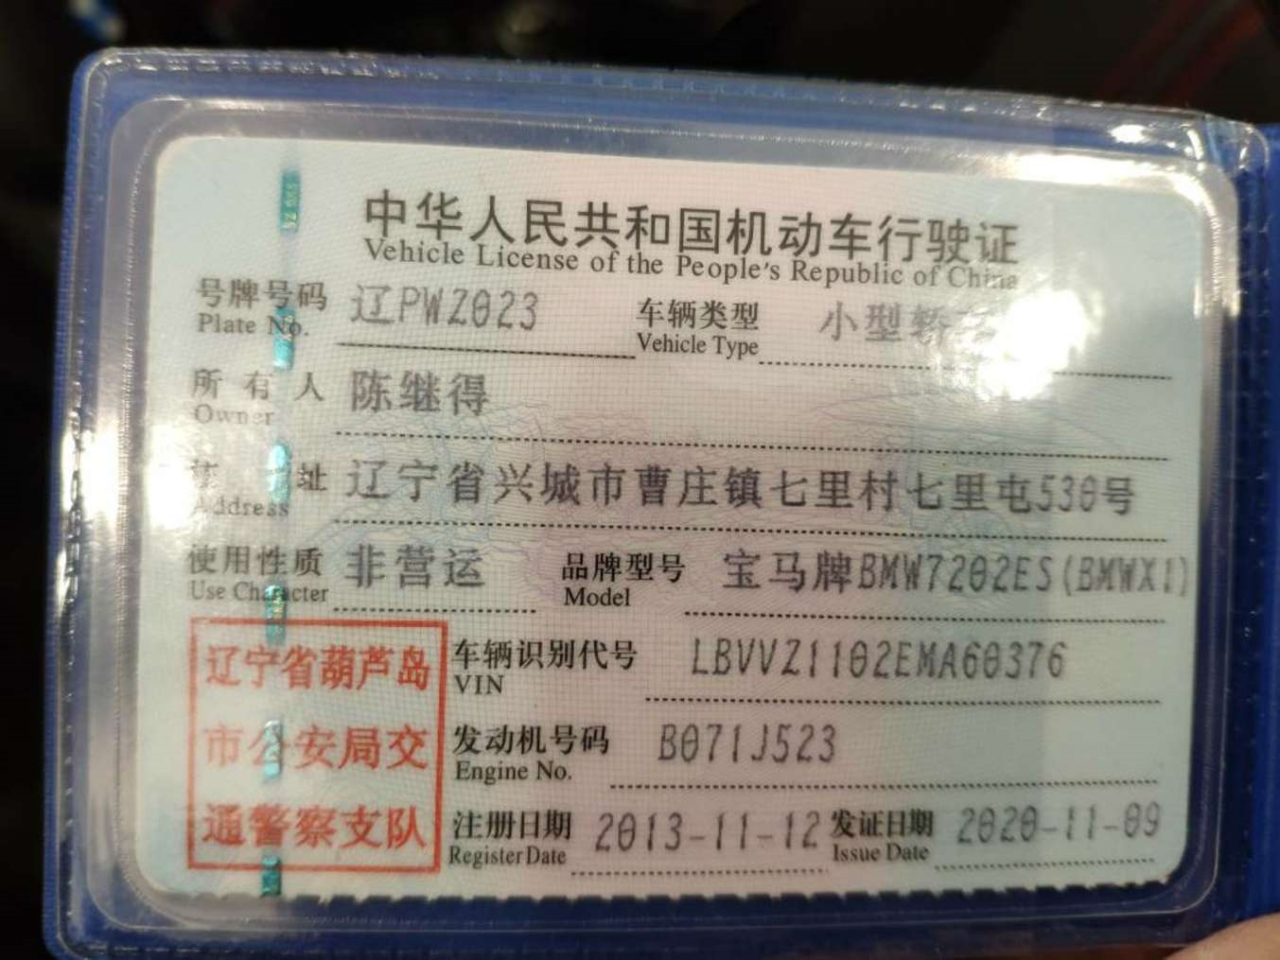 中华人民共和国机动车行驶证
Vehicle License of the People's Republic of China
号牌号码 辽PWZ023 车辆类型 小型轿
Plate No. Vehicle Type
所有人 陈继得
Owner
住址 辽宁省兴城市曹庄镇七里村七里屯530号
Address
使用性质 非营运 品牌型号 宝马牌BMW7202ES(BMWX1)
Use Character Model
辽宁省葫芦岛
市公安局交
通警察支队
车辆识别代号 LBVVZ1102EMA60376
VIN
发动机号码 B071J523
Engine No.
注册日期 2013-11-12 发证日期 2020-11-09
Register Date Issue Date